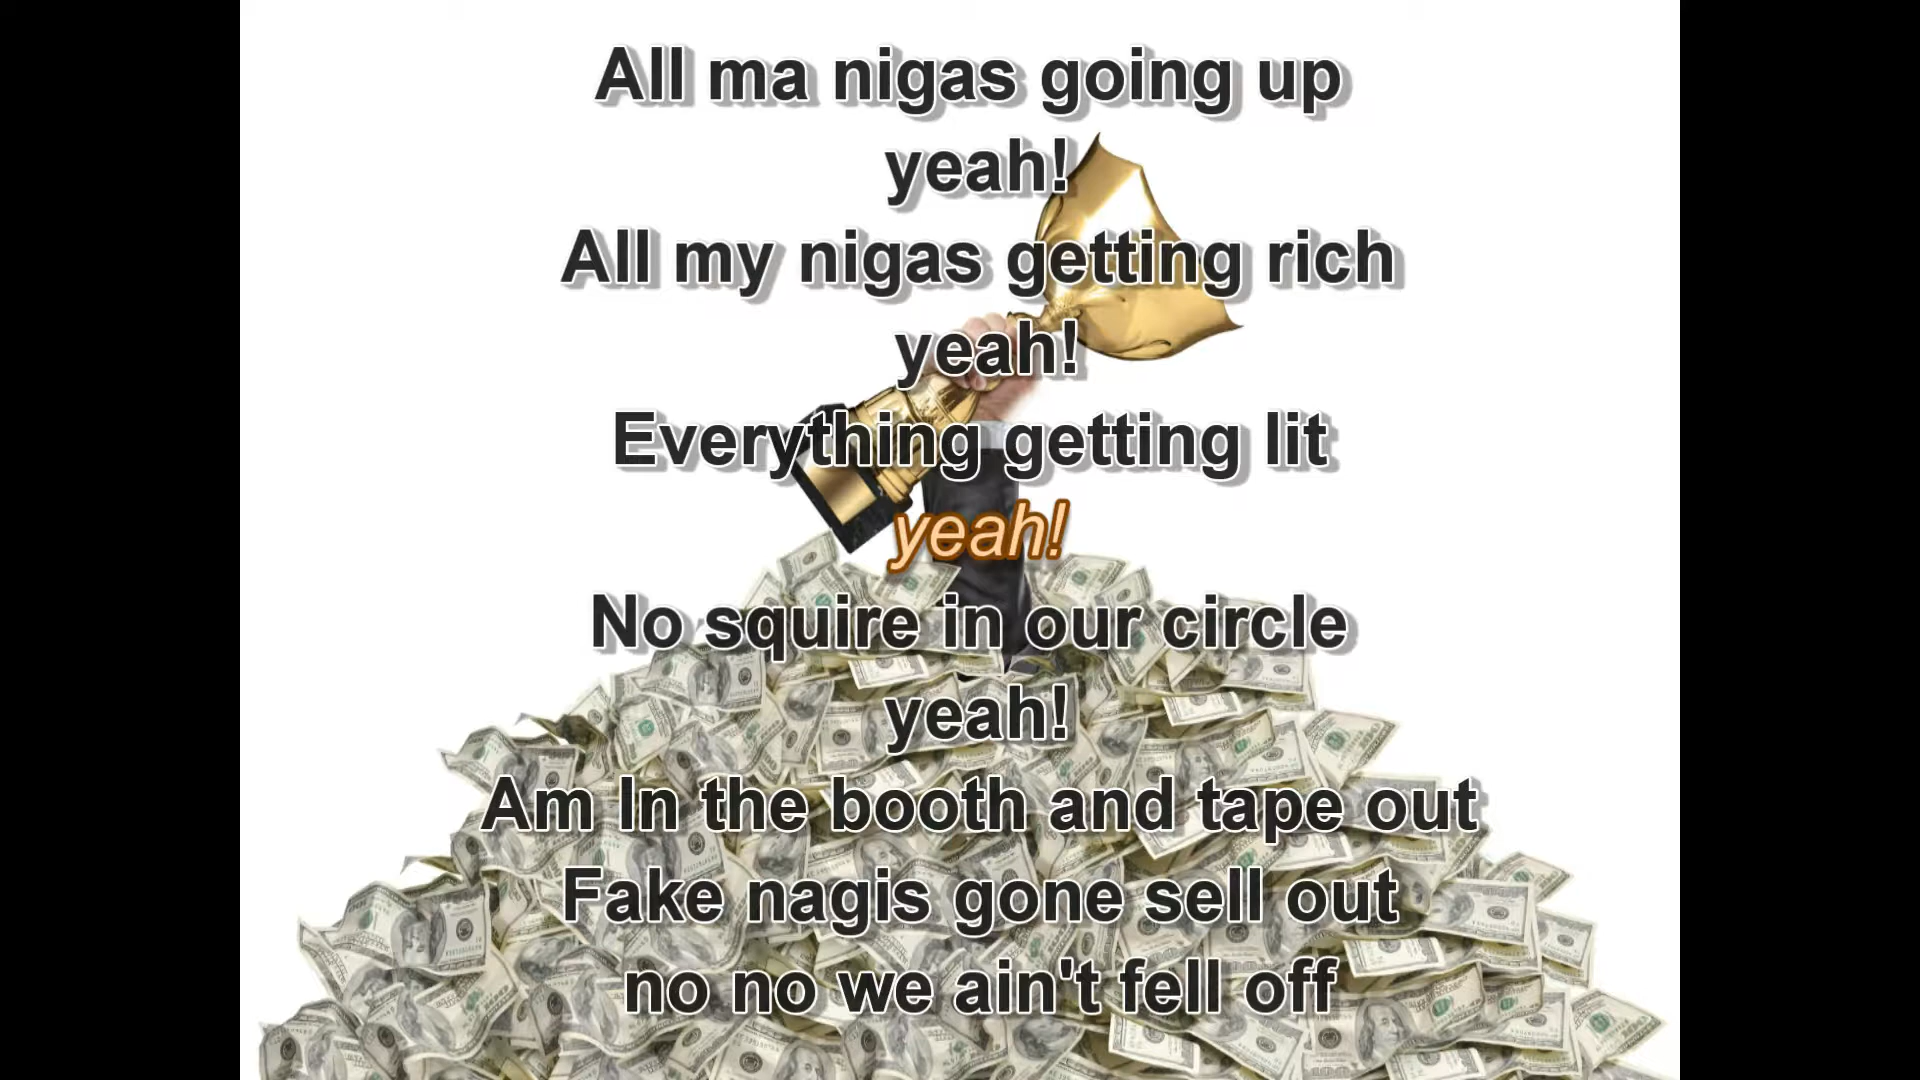 All ma nigas going up
yeah!
All my nigas getting rich
yeah!
Everything getting lit
yeah!
No squire in our circle
yeah!
Am In the booth and tape out
Fake nagis gone sell out
no no we ain't fell off